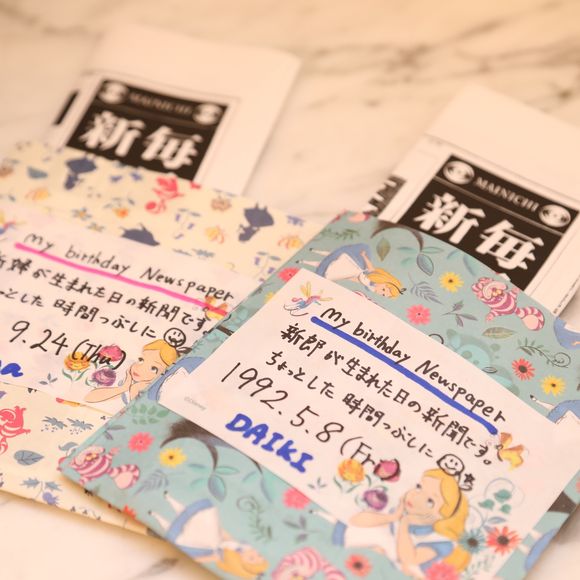 MAINICHI
毎
新
MAINICHI
毎
新
my birthday Newspaper
新婦が生まれた日の新聞です
ちょっとした時間つぶしに
9.24(Thu)
my birthday Newspaper
新郎が生まれた日の新聞です。
ちょっとした時間つぶしに
1992.5.8(Fri)
DAIKI
©Disney